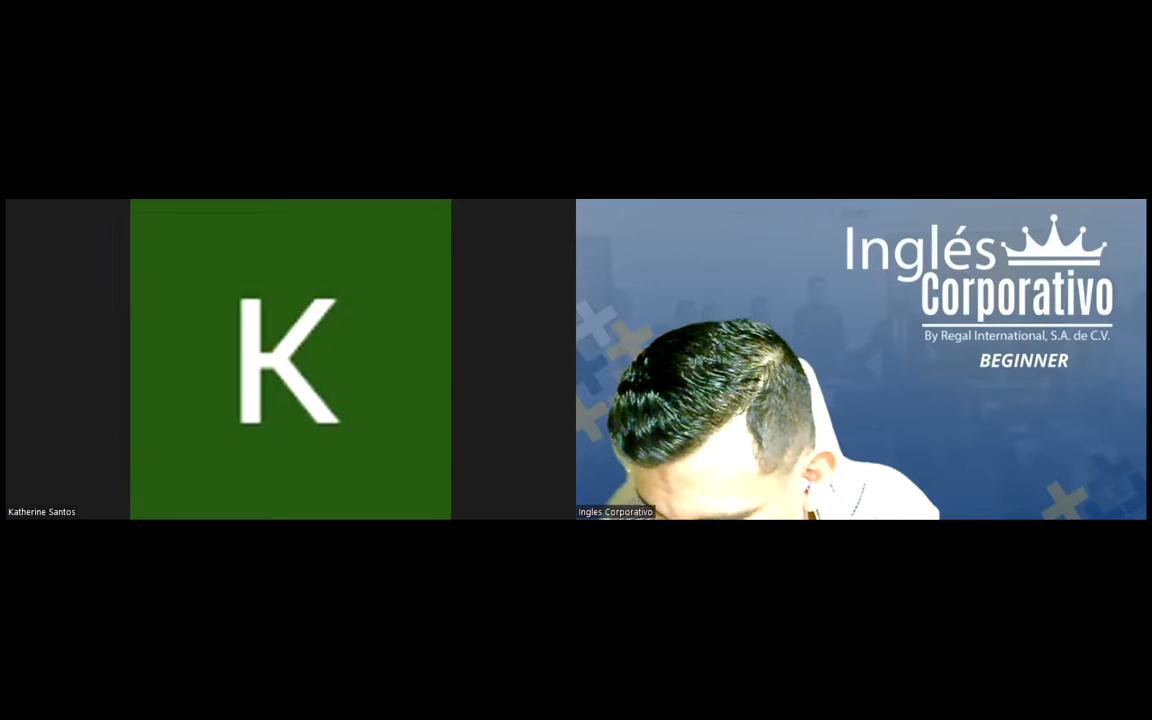 K
Katherine Santos
Inglés
Corporativo
By Regal International, S.A. de C.V.
BEGINNER
Ingles Corporativo